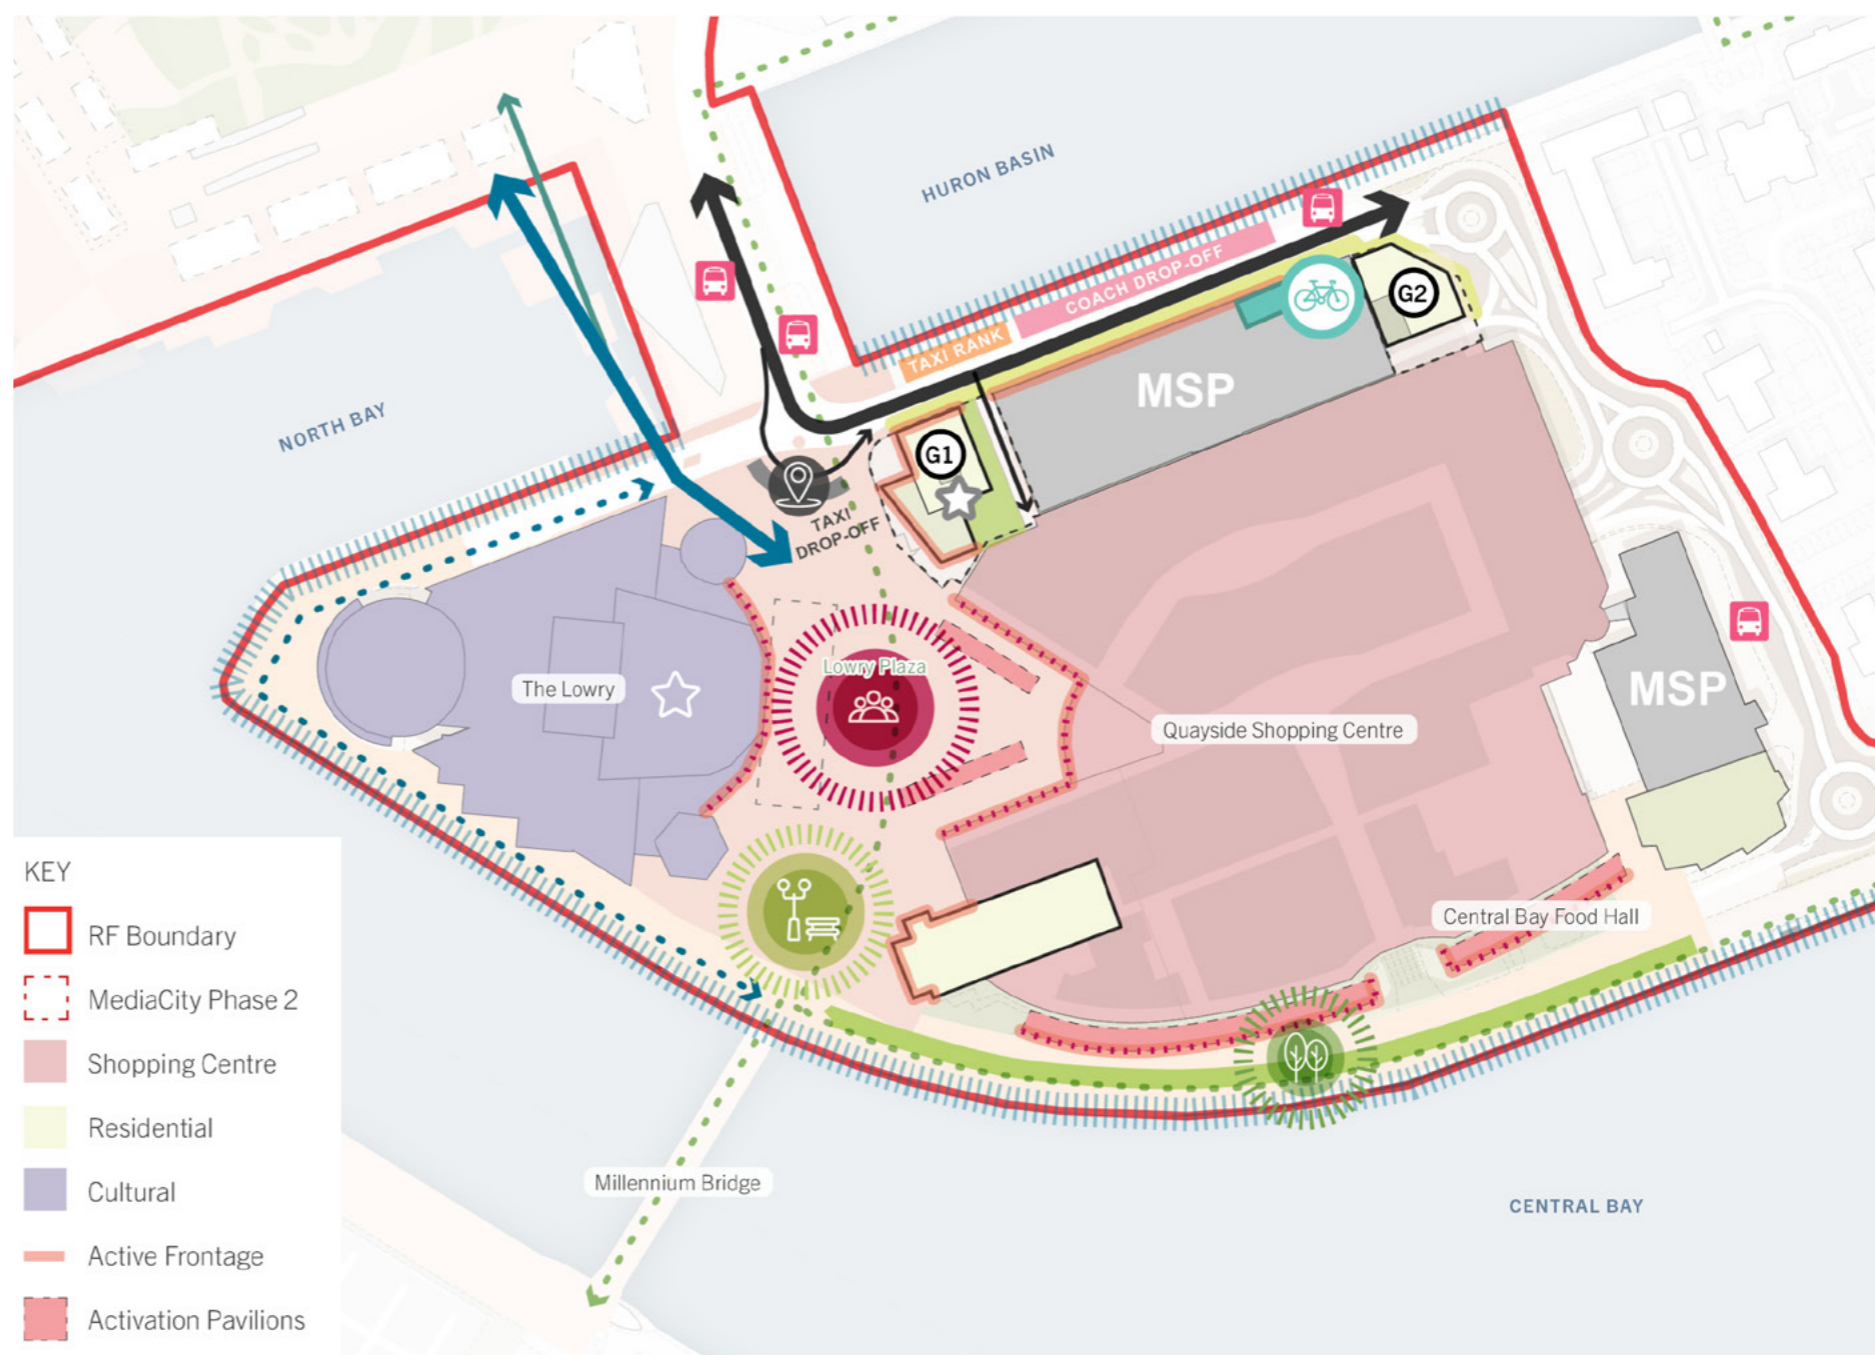 HURON BASIN
COACH DROP-OFF
TAXI RANK
G2
MSP
NORTH BAY
G1
TAXI
DROP-OFF
Lowry Plaza
The Lowry
MSP
Quayside Shopping Centre
Central Bay Food Hall
Millennium Bridge
CENTRAL BAY
KEY
RF Boundary
MediaCity Phase 2
Shopping Centre
Residential
Cultural
Active Frontage
Activation Pavilions